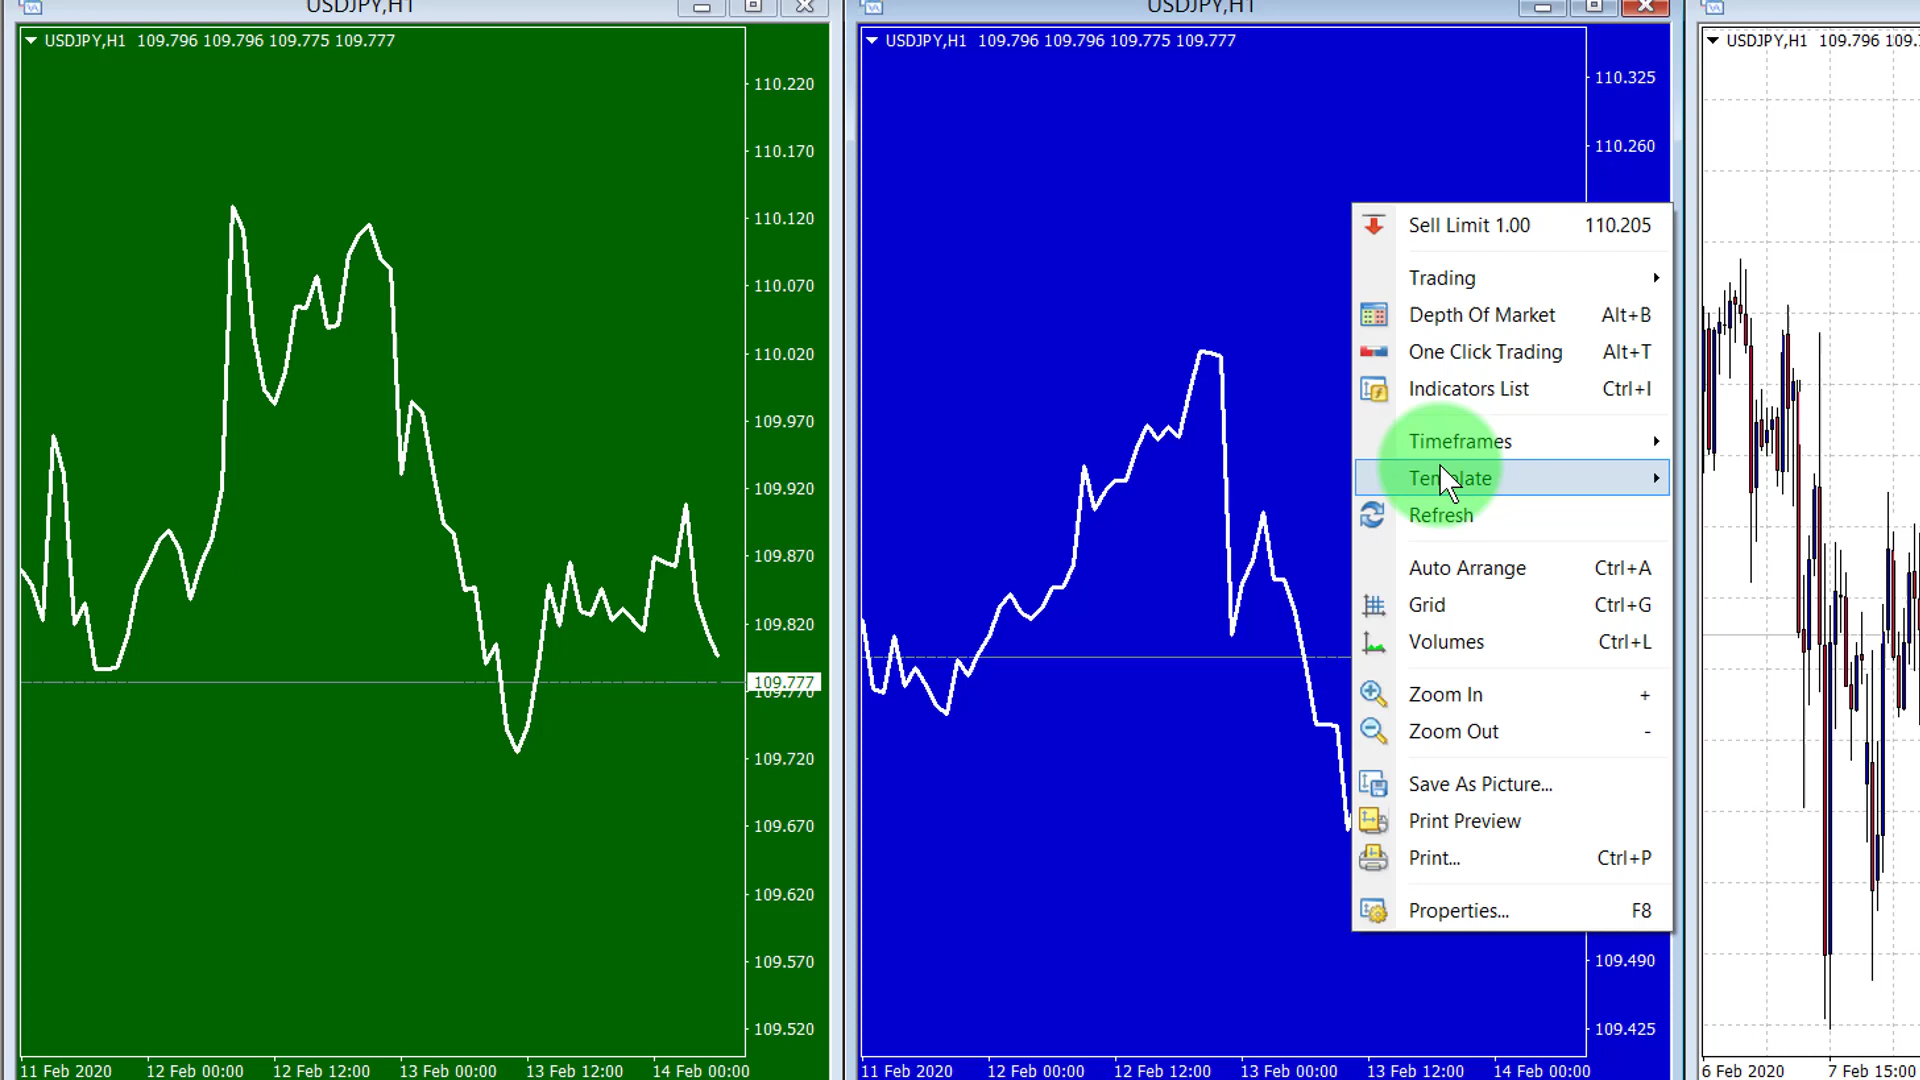 USDJPY,H1
USDJPY,H1 109.796 109.796 109.775 109.777
110.220
110.170
110.120
110.070
110.020
109.970
109.920
109.870
109.820
109.777
109.770
109.720
109.670
109.620
109.570
109.520
11 Feb 2020 12 Feb 00:00 12 Feb 12:00 13 Feb 00:00 13 Feb 12:00 14 Feb 00:00
USDJPY,H1
USDJPY,H1 109.796 109.796 109.775 109.777
110.325
110.260
Sell Limit 1.00 110.205
Trading
Depth Of Market Alt+B
One Click Trading Alt+T
Indicators List Ctrl+I
Timeframes
Template
Refresh
Auto Arrange Ctrl+A
Grid Ctrl+G
Volumes Ctrl+L
Zoom In +
Zoom Out -
Save As Picture...
Print Preview
Print... Ctrl+P
Properties... F8
109.490
109.425
11 Feb 2020 12 Feb 00:00 12 Feb 12:00 13 Feb 00:00 13 Feb 12:00 14 Feb 00:00
USDJPY,H1 109.796 109.7
6 Feb 2020 7 Feb 15:00